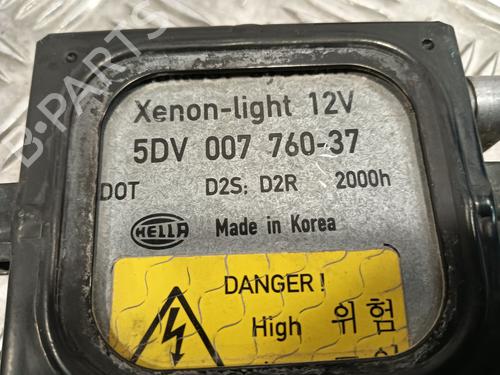 B-PARTS
Xenon-light 12V
5DV 007 760-37
DOT D2S; D2R 2000h
HELLA Made in Korea
DANGER!
High 위험